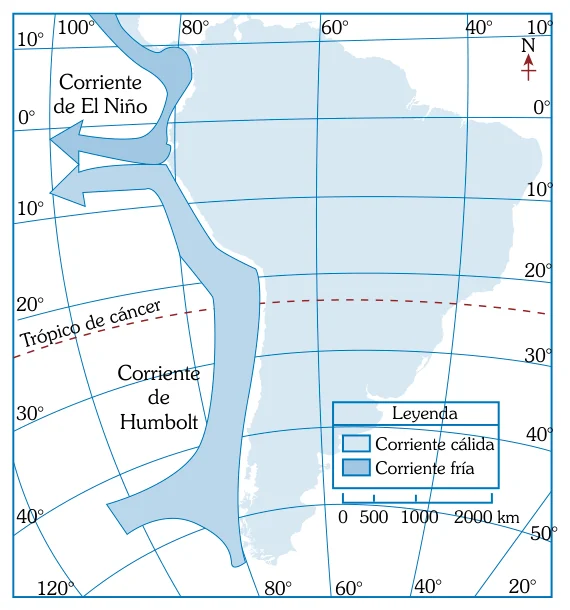 100° 80° 60° 40° 10°
10°
N
Corriente
de El Niño
0° 0°
10° 10°
20° 20°
Trópico de cáncer
30° 30°
Corriente
de
Humbolt
Leyenda
Corriente cálida
Corriente fría
40° 40°
0 500 1000 2000 km
50°
120° 80° 60° 40° 20°